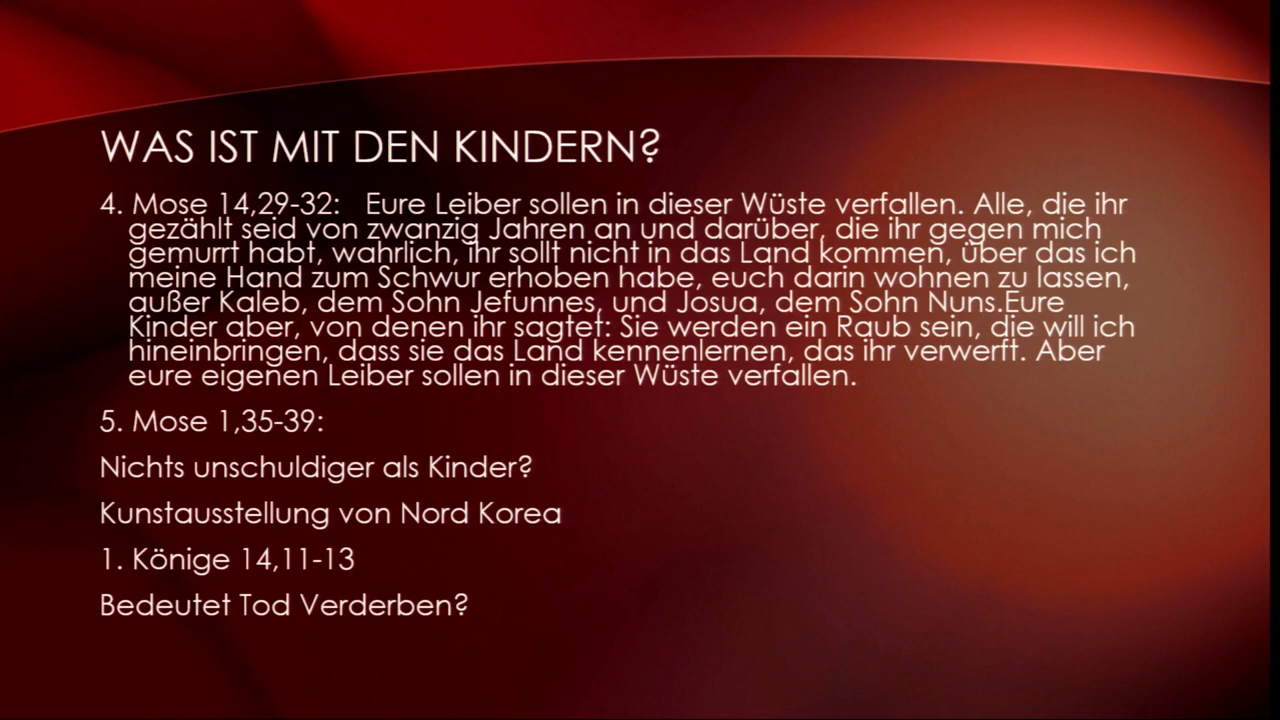 WAS IST MIT DEN KINDERN?
4. Mose 14,29-32:   Eure Leiber sollen in dieser Wüste verfallen. Alle, die ihr
gezählt seid von zwanzig Jahren an und darüber, die ihr gegen mich
gemurrt habt, wahrlich, ihr sollt nicht in das Land kommen, über das ich
meine Hand zum Schwur erhoben habe, euch darin wohnen zu lassen,
außer Kaleb, dem Sohn Jefunnes, und Josua, dem Sohn Nuns.Eure
Kinder aber, von denen ihr sagtet: Sie werden ein Raub sein, die will ich
hineinbringen, dass sie das Land kennenlernen, das ihr verwerft. Aber
eure eigenen Leiber sollen in dieser Wüste verfallen.
5. Mose 1,35-39:
Nichts unschuldiger als Kinder?
Kunstausstellung von Nord Korea
1. Könige 14,11-13
Bedeutet Tod Verderben?